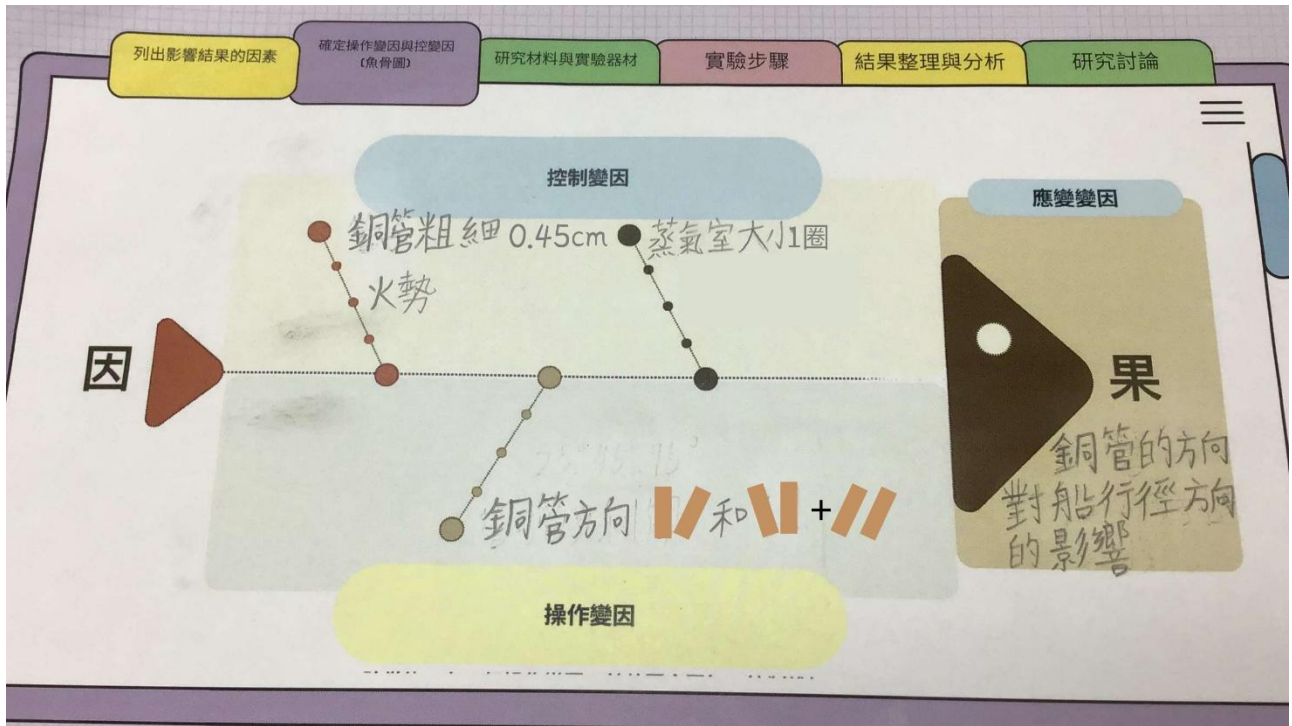 列出影響結果的因素
確定操作變因與控變因
(魚骨圖)
研究材料與實驗器材
實驗步驟
結果整理與分析
研究討論
控制變因
應變變因
銅管粗細 0.45cm
蒸氣室大小1圈
火勢
因
果
銅管的方向
對船行徑方向
的影響
銅管方向 和 +
操作變因